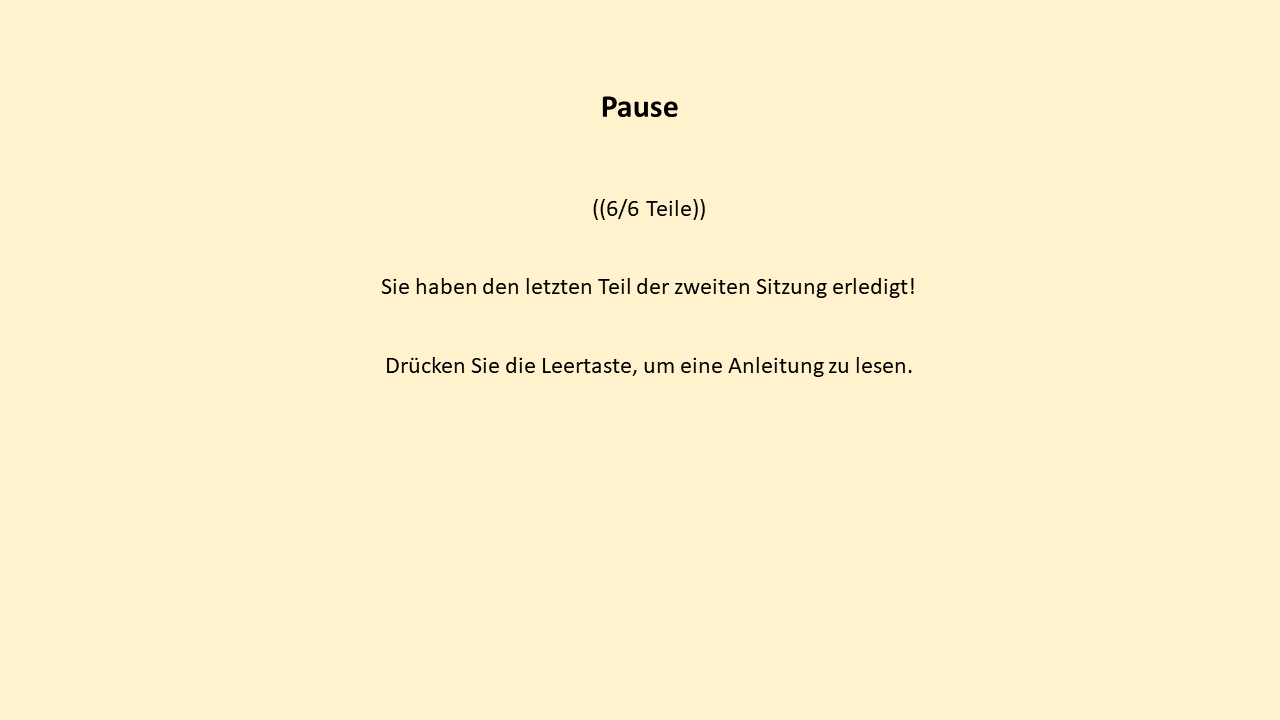 Pause
((6/6 Teile))
Sie haben den letzten Teil der zweiten Sitzung erledigt!
Drücken Sie die Leertaste, um eine Anleitung zu lesen.